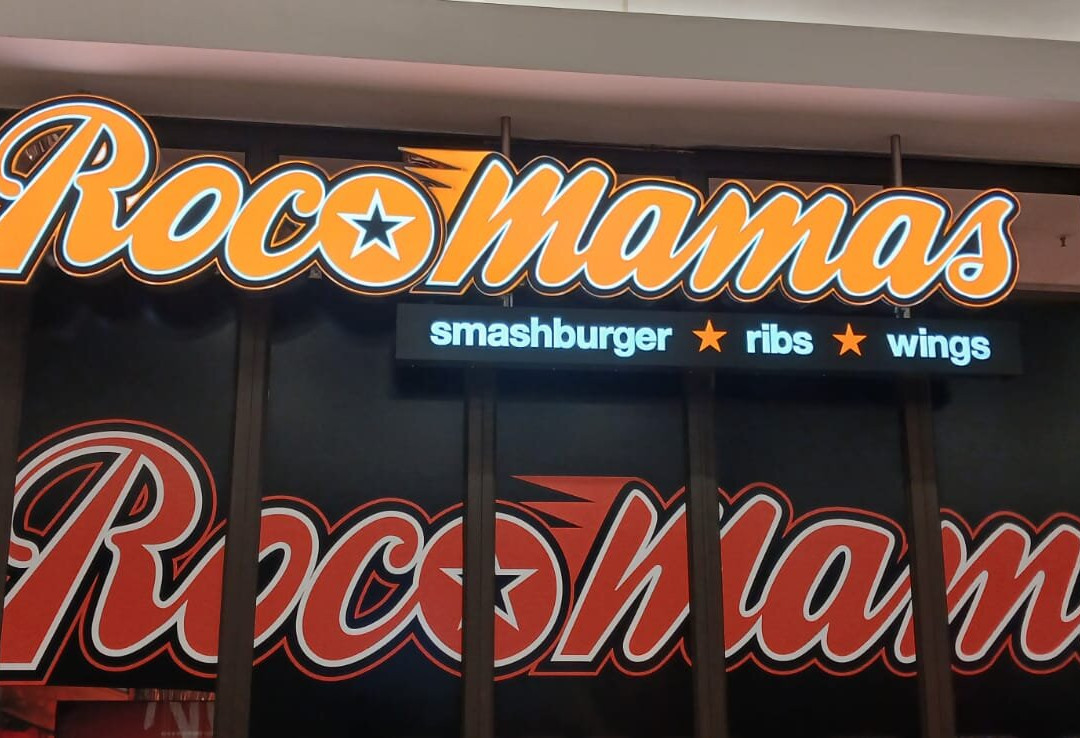 RocoMamas
smashburger ★ ribs ★ wings
RocoMam